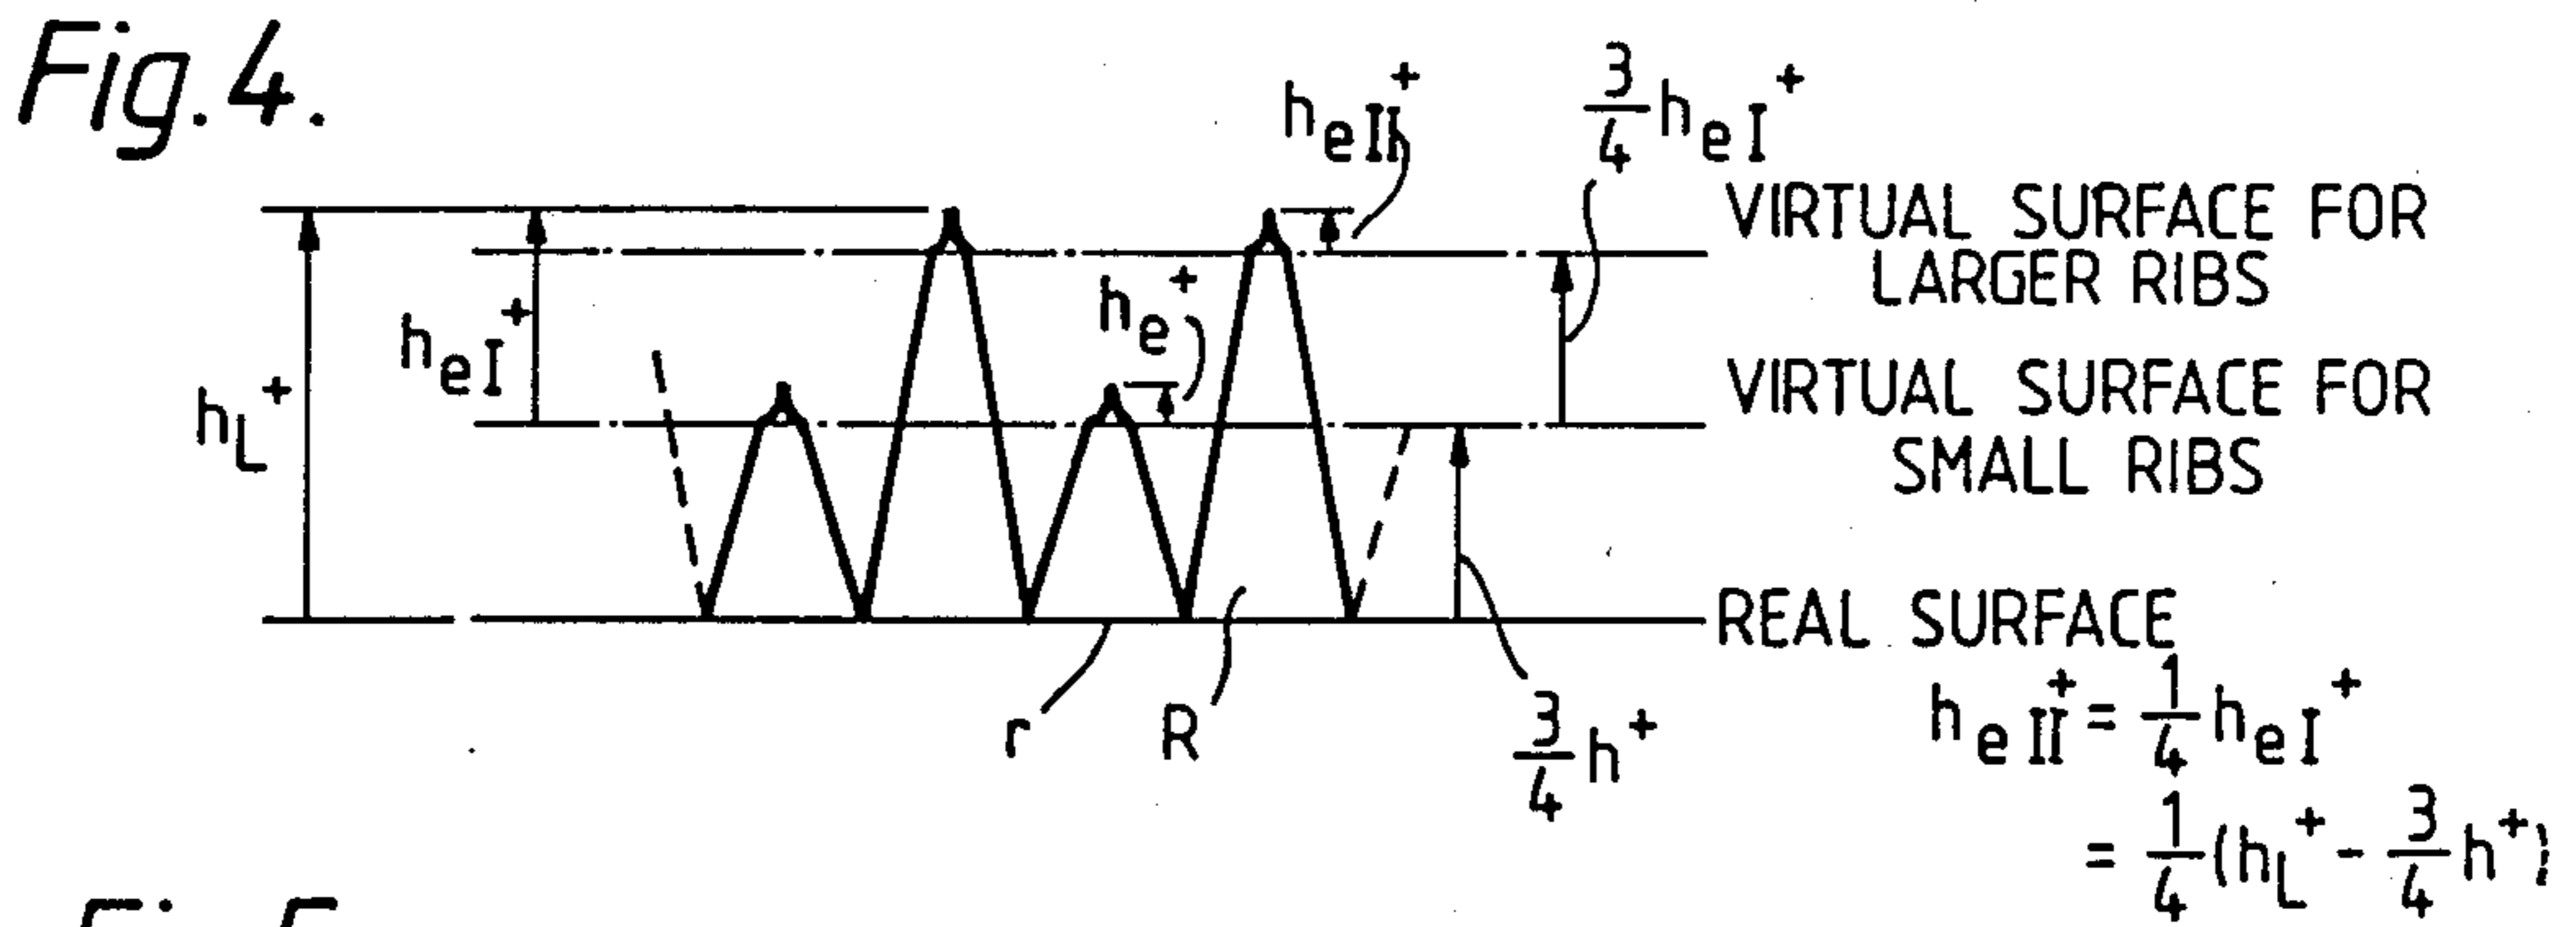 Fig.4.
h_eII^+
3/4 h_eI^+
VIRTUAL SURFACE FOR
LARGER RIBS
h_eI^+
h_e^+
h_L^+
VIRTUAL SURFACE FOR
SMALL RIBS
REAL SURFACE
r
R
3/4 h^+
h_eII^+ = 1/4 h_eI^+
= 1/4 (h_L^+ - 3/4 h^+)